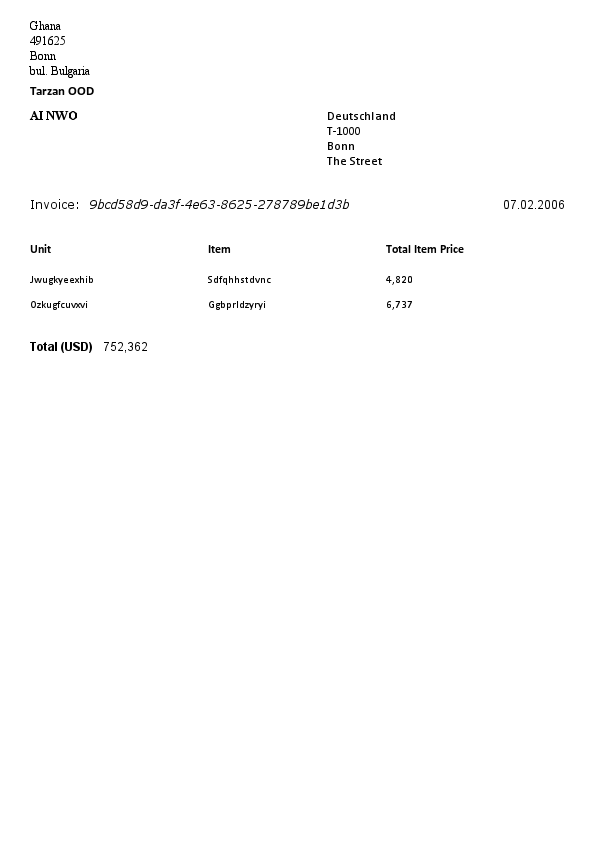 Ghana
491625
Bonn
bul. Bulgaria
Tarzan OOD
AI NWO
Deutschland
T-1000
Bonn
The Street
Invoice: 9bcd58d9-da3f-4e63-8625-278789be1d3b 07.02.2006
Unit Item Total Item Price
Jwugkyeexhib Sdfqhhstdvnc 4,820
Ozkugfcuvxvi Ggbprldzyryi 6,737
Total (USD) 752,362